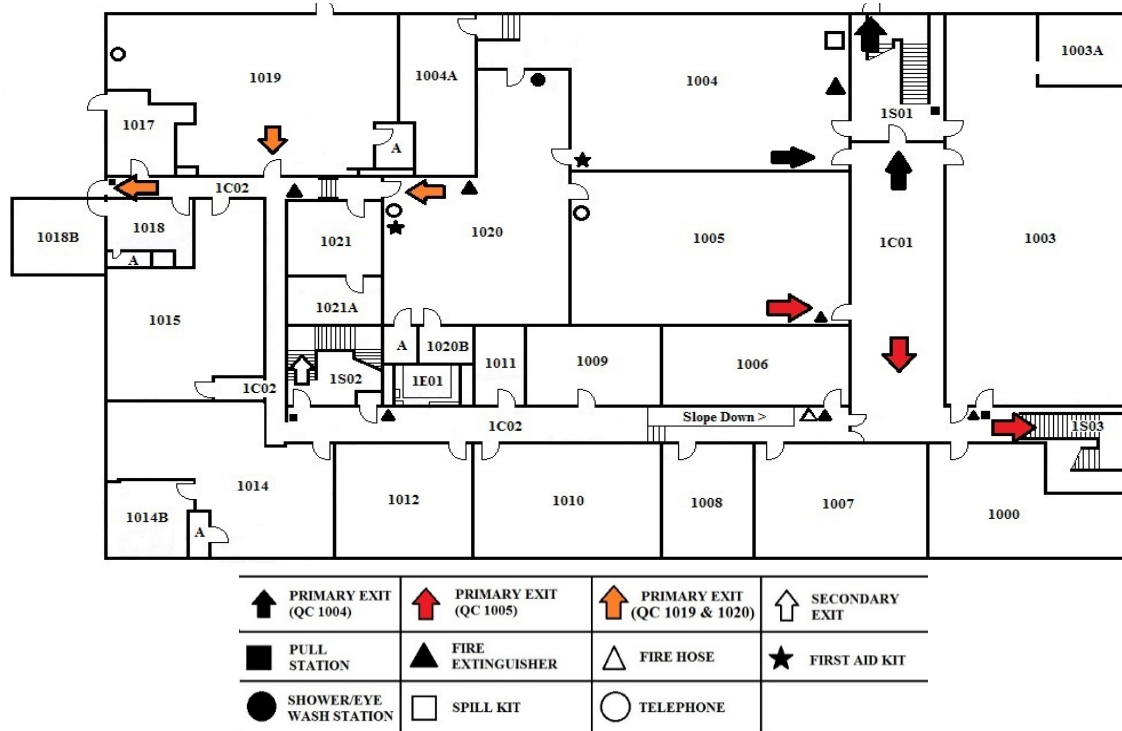 1003A
1019
1004A
1004
1017
1S01
A
1C02
1018B
1018
1021
1020
1005
1C01
1003
A
1021A
1015
A
1020B
1011
1009
1006
1S02
1E01
1C02
Slope Down >
1C02
1S03
1014
1012
1010
1008
1007
1000
1014B
A
PRIMARY EXIT
(QC 1004)
PRIMARY EXIT
(QC 1005)
PRIMARY EXIT
(QC 1019 & 1020)
SECONDARY
EXIT
PULL
STATION
FIRE
EXTINGUISHER
FIRE HOSE
FIRST AID KIT
SHOWER/EYE
WASH STATION
SPILL KIT
TELEPHONE